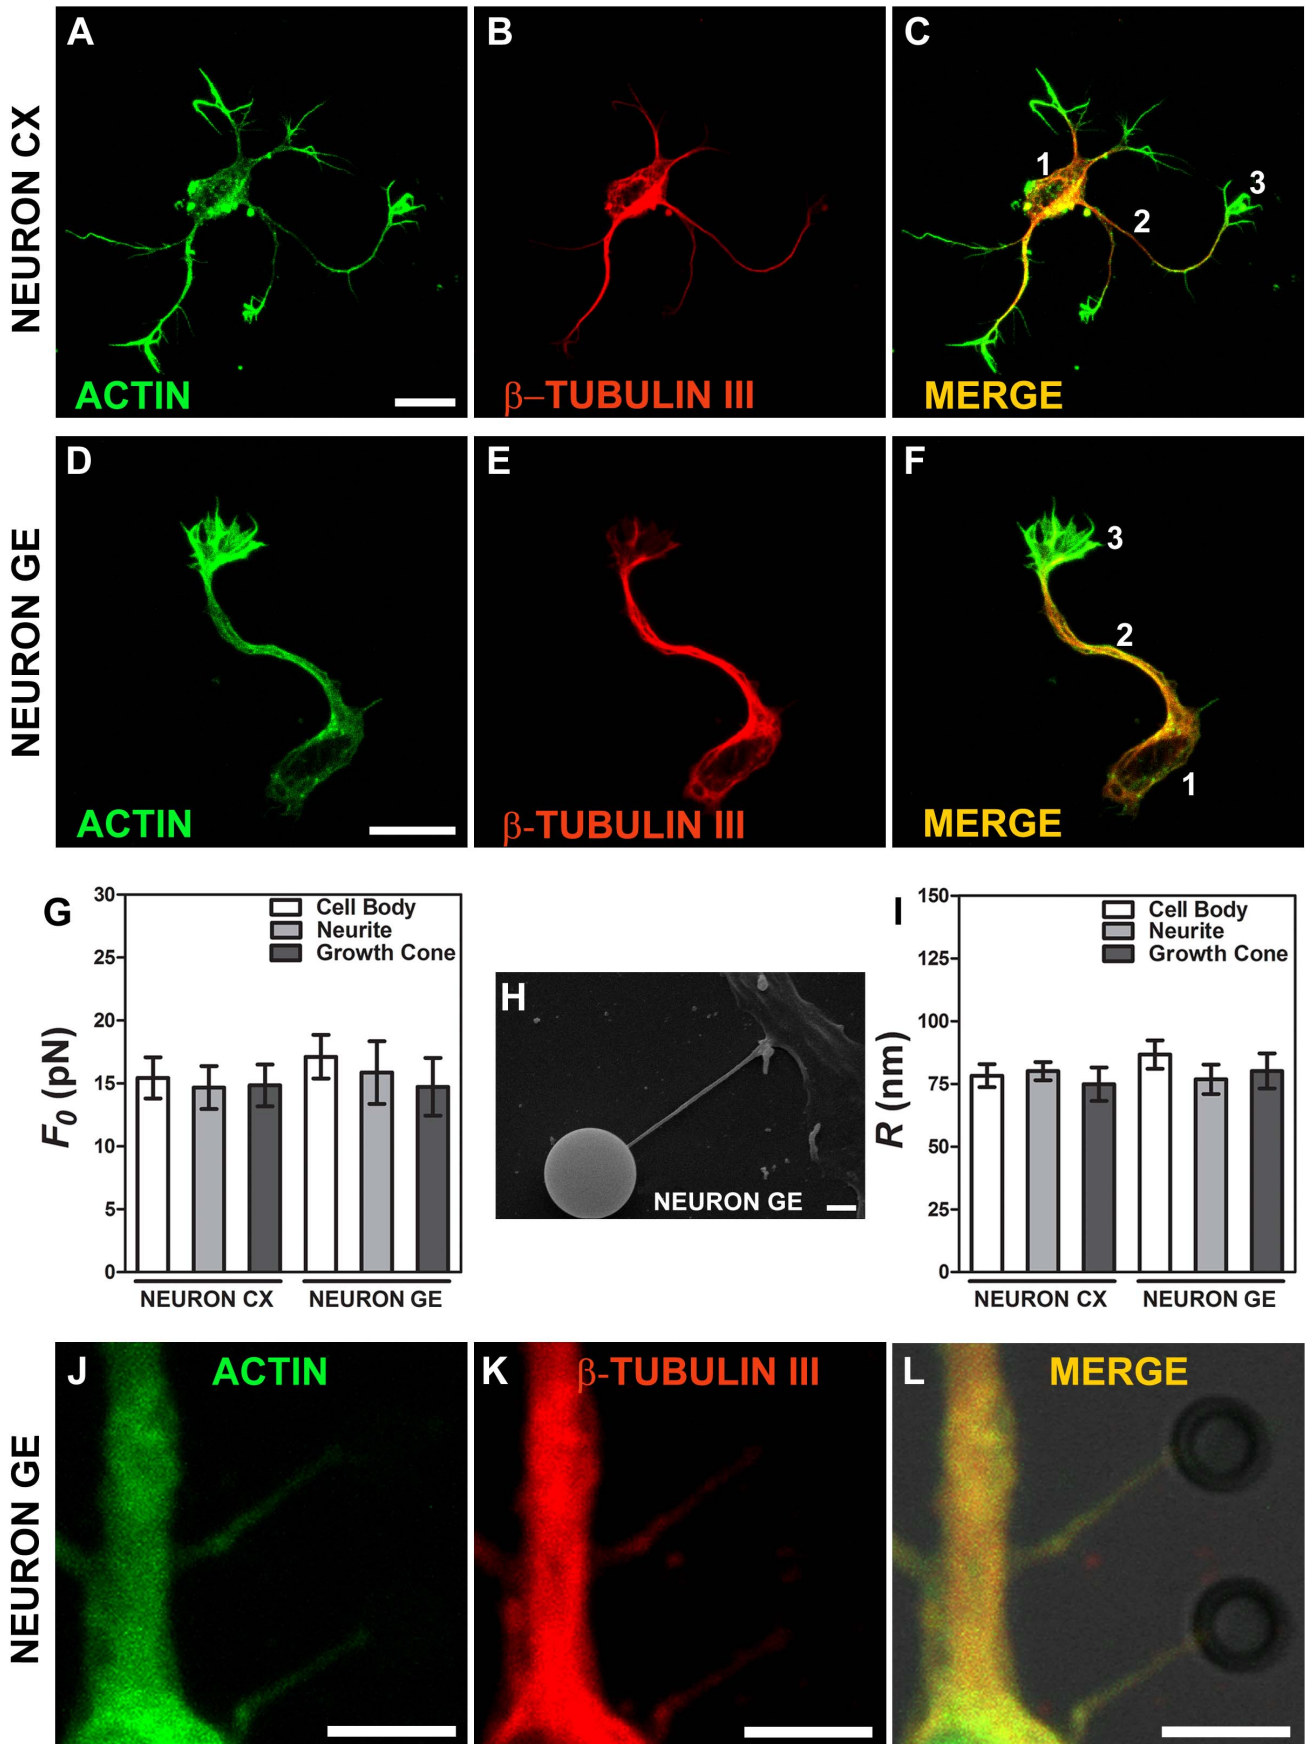 NEURON CX
A
ACTIN
B
β–TUBULIN III
C
1
2
3
MERGE
NEURON GE
D
ACTIN
E
β-TUBULIN III
F
3
2
1
MERGE
G
30
25
20
15
10
5
0
F0 (pN)
Cell Body
Neurite
Growth Cone
NEURON CX NEURON GE
H
NEURON GE
I
150
125
100
75
50
25
0
R (nm)
Cell Body
Neurite
Growth Cone
NEURON CX NEURON GE
NEURON GE
J ACTIN
K β-TUBULIN III
L MERGE